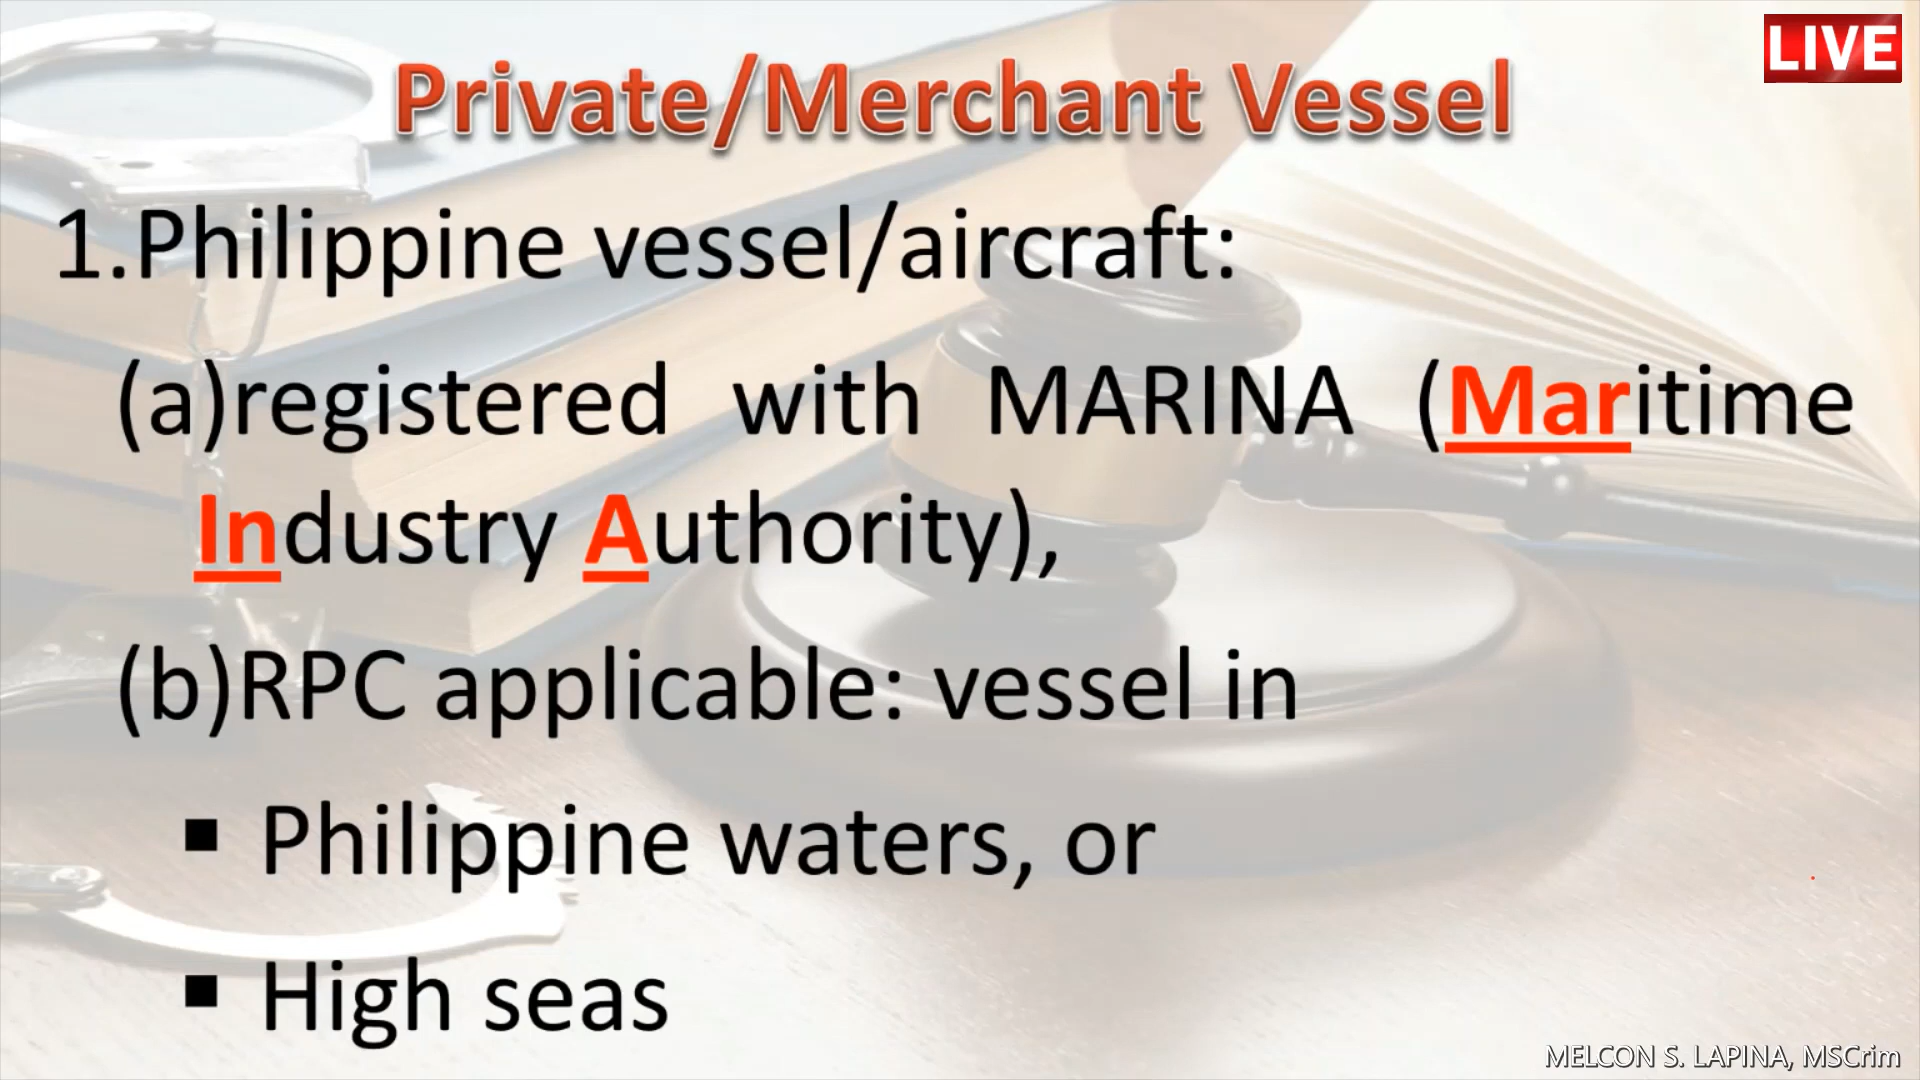 LIVE
Private/Merchant Vessel
1.Philippine vessel/aircraft:
(a)registered with MARINA (Maritime
Industry Authority),
(b)RPC applicable: vessel in
▪ Philippine waters, or
▪ High seas
MELCON S. LAPINA, MSCrim